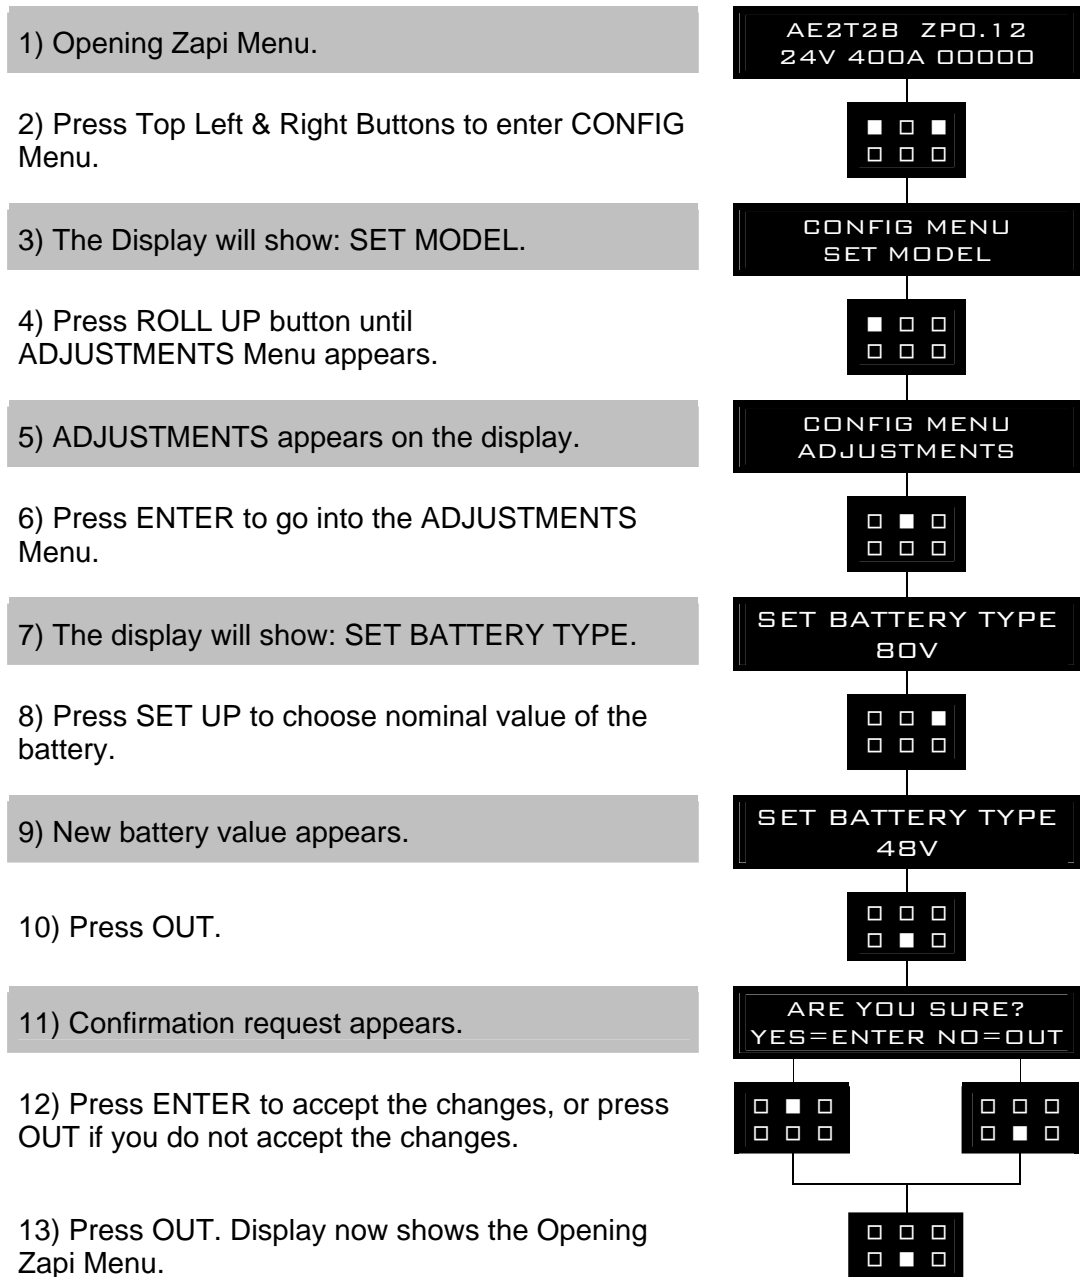 1) Opening Zapi Menu.
AE2T2B ZP0.12
24V 400A 00000
2) Press Top Left & Right Buttons to enter CONFIG
Menu.
3) The Display will show: SET MODEL.
CONFIG MENU
SET MODEL
4) Press ROLL UP button until
ADJUSTMENTS Menu appears.
5) ADJUSTMENTS appears on the display.
CONFIG MENU
ADJUSTMENTS
6) Press ENTER to go into the ADJUSTMENTS
Menu.
7) The display will show: SET BATTERY TYPE.
SET BATTERY TYPE
80V
8) Press SET UP to choose nominal value of the
battery.
9) New battery value appears.
SET BATTERY TYPE
48V
10) Press OUT.
11) Confirmation request appears.
ARE YOU SURE?
YES=ENTER NO=OUT
12) Press ENTER to accept the changes, or press
OUT if you do not accept the changes.
13) Press OUT. Display now shows the Opening
Zapi Menu.